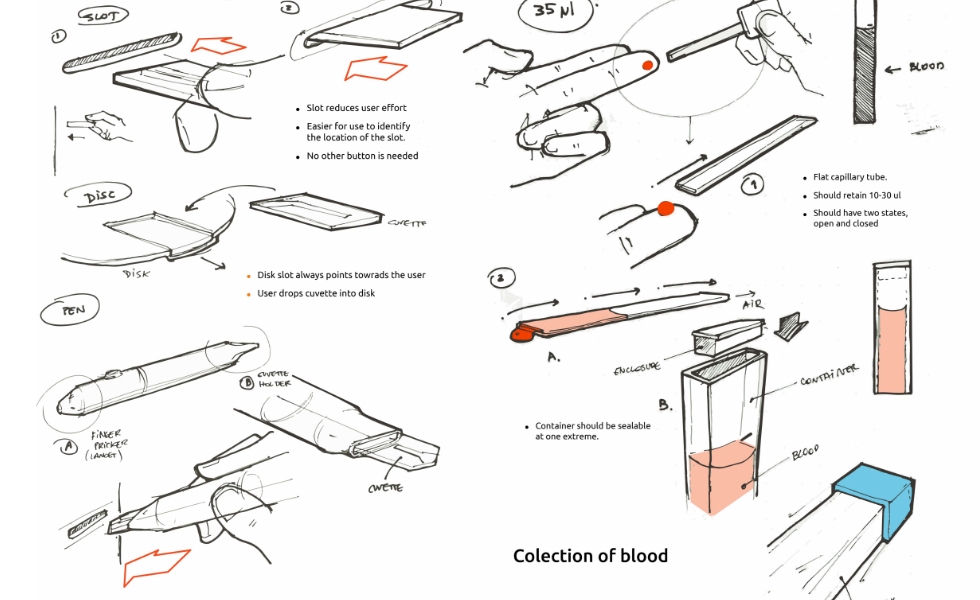 SLOT
1
2
• Slot reduces user effort
• Easier for use to identify
the location of the slot.
• No other button is needed
DISC
CUVETTE
DISK
• Disk slot always points towrads the user
• User drops cuvette into disk
PEN
B CUVETTE
HOLDER
A FINGER
PRICKER
(LANCET)
CUVETTE
35 µl
← BLOOD
1
• Flat capillary tube.
• Should retain 10-30 ul
• Should have two states,
open and closed
AIR
A.
ENCLOSURE
CONTAINER
B.
• Container should be sealable
at one extreme.
BLOOD
Colection of blood